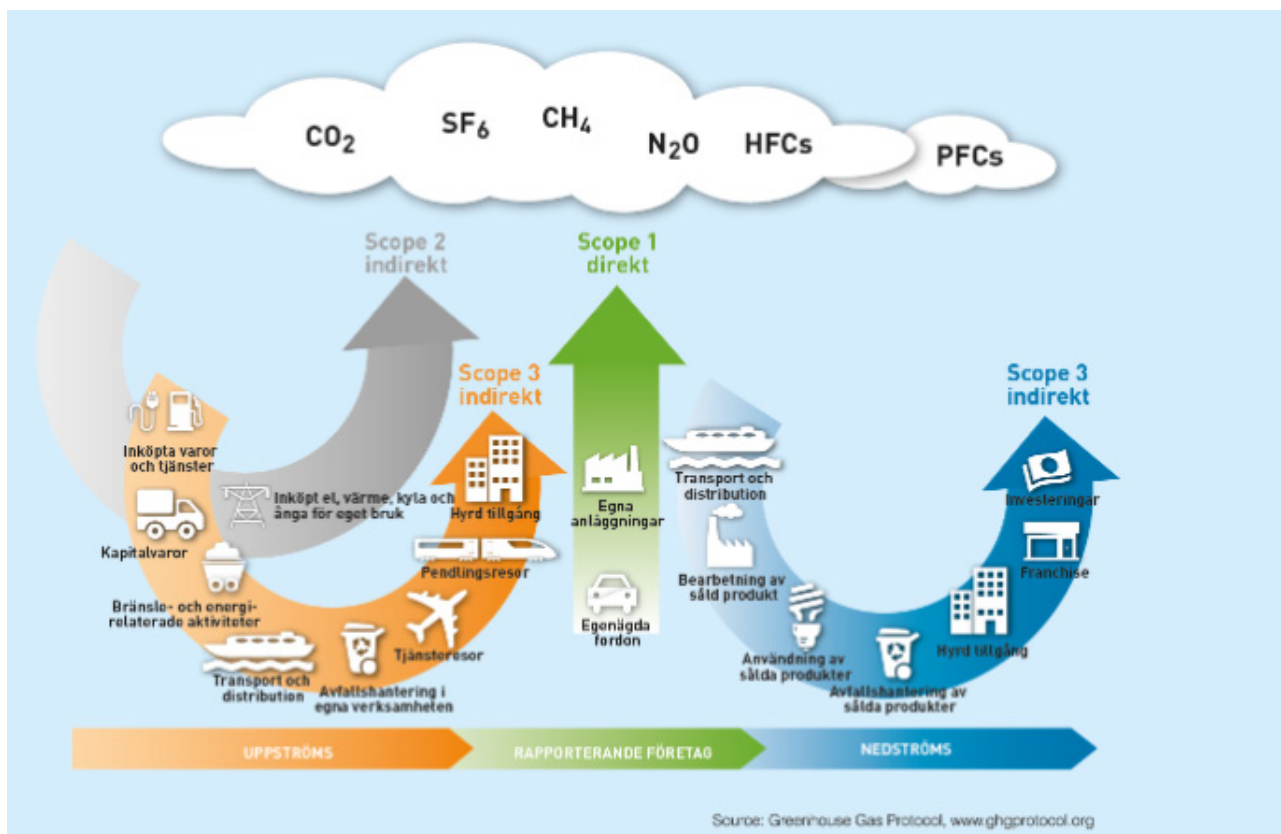 CO₂
SF₆
CH₄
N₂O
HFCs
PFCs
Scope 2
indirekt
Scope 1
direkt
Scope 3
indirekt
Scope 3
indirekt
Inköpta varor
och tjänster
Kapitalvaror
Bränsle- och energi-
relaterade aktiviteter
Transport och
distribution
Avfallshantering i
egna verksamheten
Tjänsteresor
Pendlingsresor
Hyrd tillgång
Inköpt el, värme, kyla och
ånga för eget bruk
Egna
anläggningar
Egenägda
fordon
Transport och
distribution
Bearbetning av
såld produkt
Användning av
sålda produkter
Avfallshantering av
sålda produkter
Hyrd tillgång
Franchise
Investeringar
UPPSTRÖMS
RAPPORTERANDE FÖRETAG
NEDSTRÖMS
Source: Greenhouse Gas Protocol, www.ghgprotocol.org